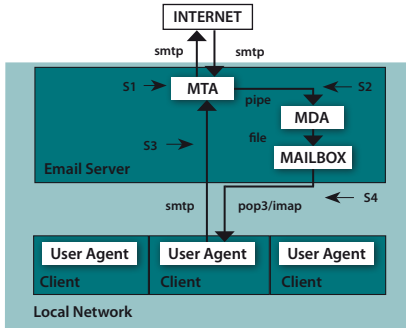 INTERNET
smtp smtp
S1 MTA S2
pipe
MDA
S3 file
Email Server MAILBOX
S4
smtp pop3/imap
User Agent User Agent User Agent
Client Client Client
Local Network